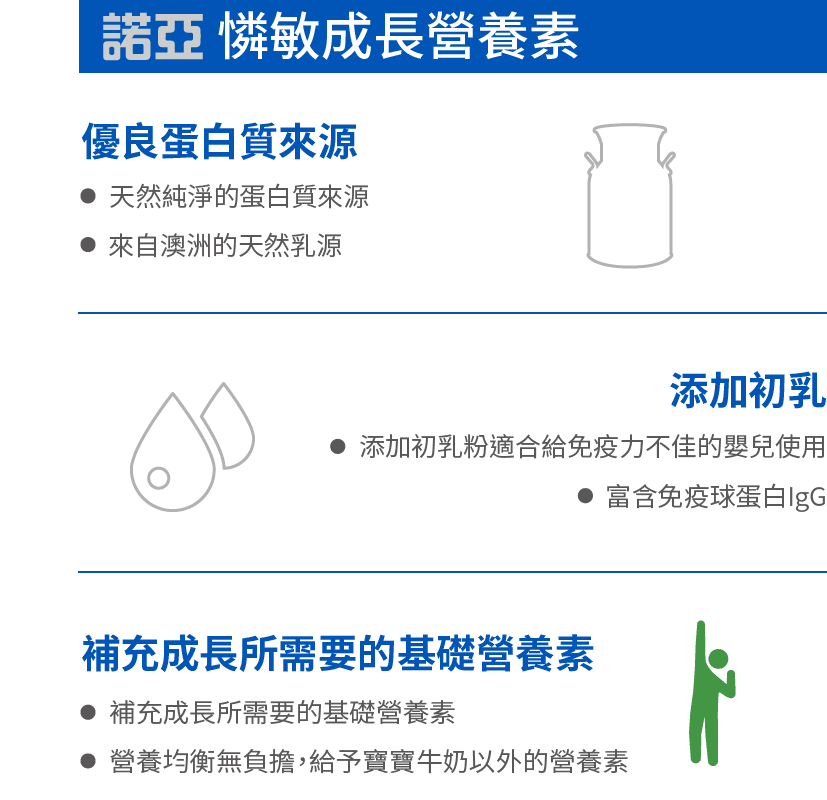 諾亞 憐敏成長營養素
優良蛋白質來源
● 天然純淨的蛋白質來源
● 來自澳洲的天然乳源
添加初乳
● 添加初乳粉適合給免疫力不佳的嬰兒使用
● 富含免疫球蛋白IgG
補充成長所需要的基礎營養素
● 補充成長所需要的基礎營養素
● 營養均衡無負擔，給予寶寶牛奶以外的營養素